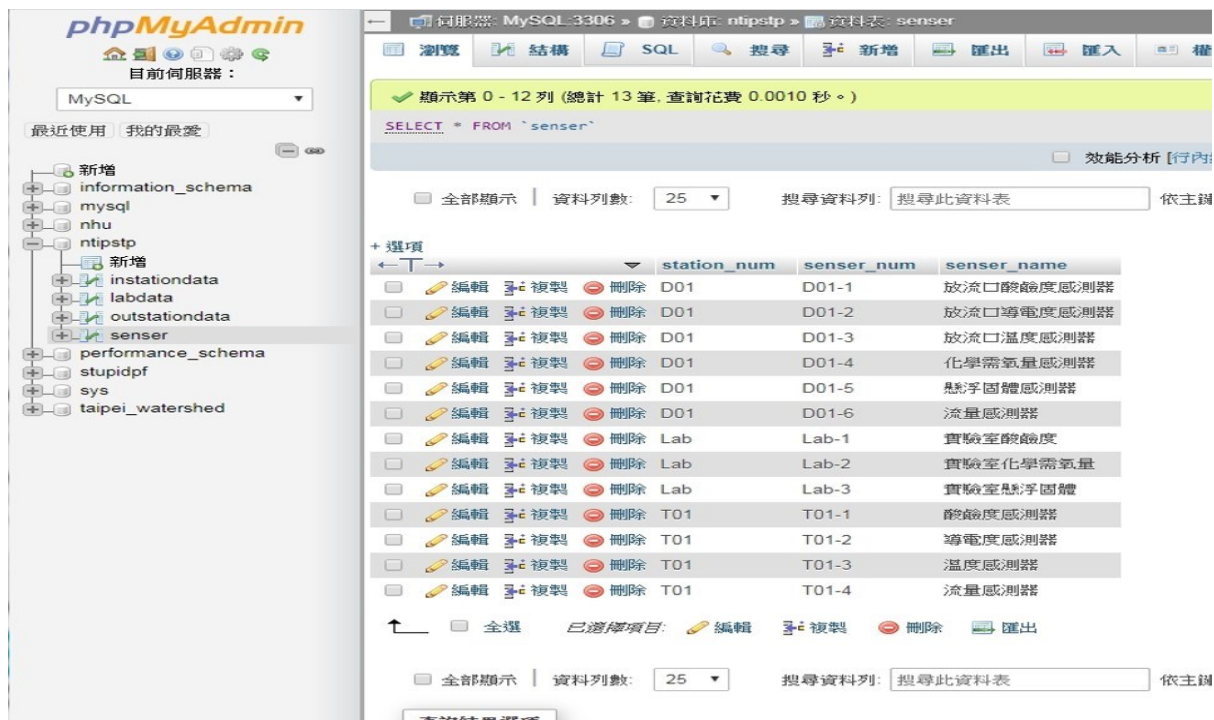 phpMyAdmin
目前伺服器：
MySQL
最近使用 我的最愛
新增
information_schema
mysql
nhu
ntipstp
新增
instationdata
labdata
outstationdata
senser
performance_schema
stupidpf
sys
taipei_watershed
伺服器: MySQL:3306 » 資料庫: ntipstp » 資料表: senser
瀏覽 結構 SQL 搜尋 新增 匯出 匯入 權
顯示第 0 - 12 列 (總計 13 筆, 查詢花費 0.0010 秒。)
SELECT * FROM `senser`
效能分析 [行內
全部顯示 資料列數: 25 搜尋資料列: 搜尋此資料表 依主鍵
+ 選項
station_num senser_num senser_name
編輯 複製 刪除 D01 D01-1 放流口酸鹼度感測器
編輯 複製 刪除 D01 D01-2 放流口導電度感測器
編輯 複製 刪除 D01 D01-3 放流口溫度感測器
編輯 複製 刪除 D01 D01-4 化學需氧量感測器
編輯 複製 刪除 D01 D01-5 懸浮固體感測器
編輯 複製 刪除 D01 D01-6 流量感測器
編輯 複製 刪除 Lab Lab-1 實驗室酸鹼度
編輯 複製 刪除 Lab Lab-2 實驗室化學需氧量
編輯 複製 刪除 Lab Lab-3 實驗室懸浮固體
編輯 複製 刪除 T01 T01-1 酸鹼度感測器
編輯 複製 刪除 T01 T01-2 導電度感測器
編輯 複製 刪除 T01 T01-3 溫度感測器
編輯 複製 刪除 T01 T01-4 流量感測器
全選 已選擇項目: 編輯 複製 刪除 匯出
全部顯示 資料列數: 25 搜尋資料列: 搜尋此資料表 依主鍵
查詢結果選項